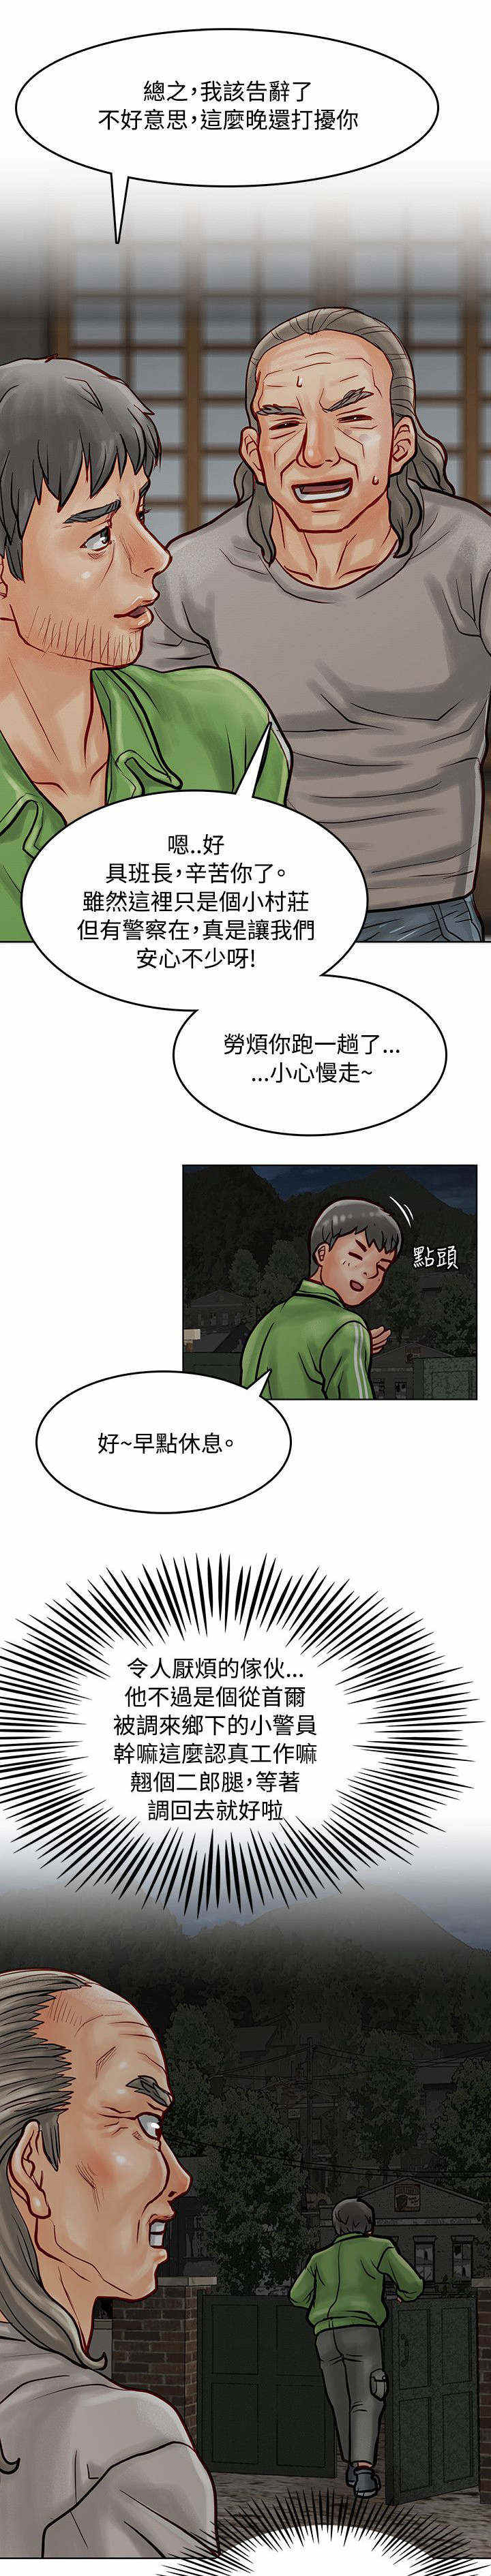 總之,我該告辭了
不好意思,這麼晚還打擾你
嗯..好
具班長,辛苦你了。
雖然這裡只是個小村莊
但有警察在,真是讓我們
安心不少呀!
勞煩你跑一趟了...
...小心慢走~
點頭
好~早點休息。
令人厭煩的傢伙...
他不過是個從首爾
被調來鄉下的小警員
幹嘛這麼認真工作嘛
翹個二郎腿,等著
調回去就好啦